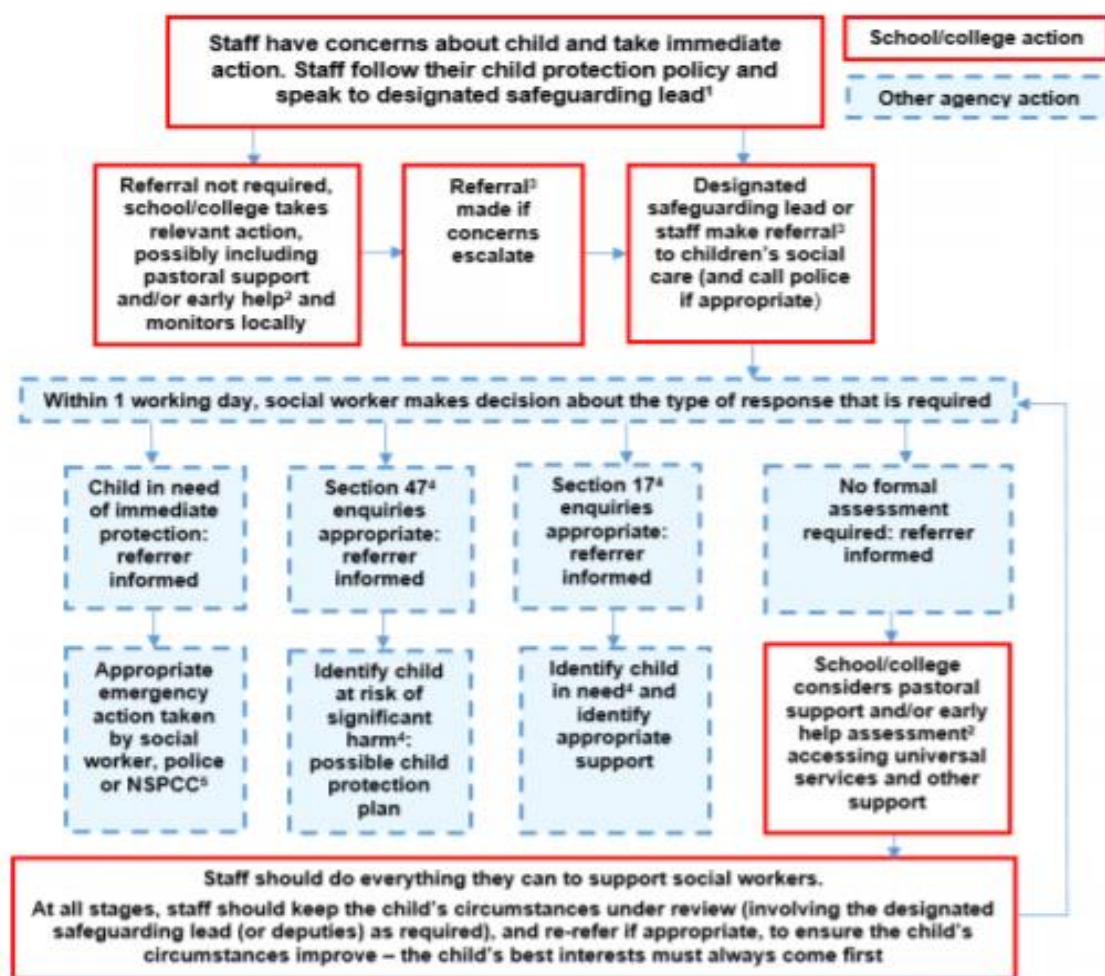 Staff have concerns about child and take immediate
action. Staff follow their child protection policy and
speak to designated safeguarding lead¹
School/college action
Other agency action
Referral not required,
school/college takes
relevant action,
possibly including
pastoral support
and/or early help² and
monitors locally
Referral³
made if
concerns
escalate
Designated
safeguarding lead or
staff make referral³
to children's social
care (and call police
if appropriate)
Within 1 working day, social worker makes decision about the type of response that is required
Child in need
of immediate
protection:
referrer
informed
Section 47⁴
enquiries
appropriate:
referrer
informed
Section 17⁴
enquiries
appropriate:
referrer
informed
No formal
assessment
required: referrer
informed
Appropriate
emergency
action taken
by social
worker, police
or NSPCC⁵
Identify child
at risk of
significant
harm⁴:
possible child
protection
plan
Identify child
in need⁴ and
identify
appropriate
support
School/college
considers pastoral
support and/or early
help assessment²
accessing universal
services and other
support
Staff should do everything they can to support social workers.
At all stages, staff should keep the child's circumstances under review (involving the designated
safeguarding lead (or deputies) as required), and re-refer if appropriate, to ensure the child's
circumstances improve – the child's best interests must always come first